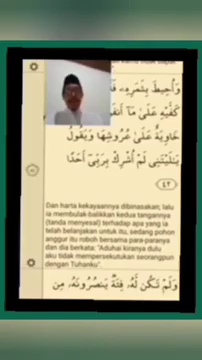 وَأُحِيطَ بِثَمَرِهِ
كَفَّيْهِ عَلَىٰ مَا أَنفَقَ
خَاوِيَةٌ عَلَىٰ عُرُوشِهَا وَيَقُولُ
يَٰلَيْتَنِى لَمْ أُشْرِكْ بِرَبِّىٓ أَحَدًا
٤٢
Dan harta kekayaannya dibinasakan; lalu
ia membulak-balikkan kedua tangannya
(tanda menyesal) terhadap apa yang ia
telah belanjakan untuk itu, sedang pohon
anggur itu roboh bersama para-paranya
dan dia berkata: "Aduhai kiranya dulu
aku tidak mempersekutukan seorangpun
dengan Tuhanku".
وَلَمْ تَكُن لَّهُۥ فِئَةٌ يَنصُرُونَهُۥ مِن